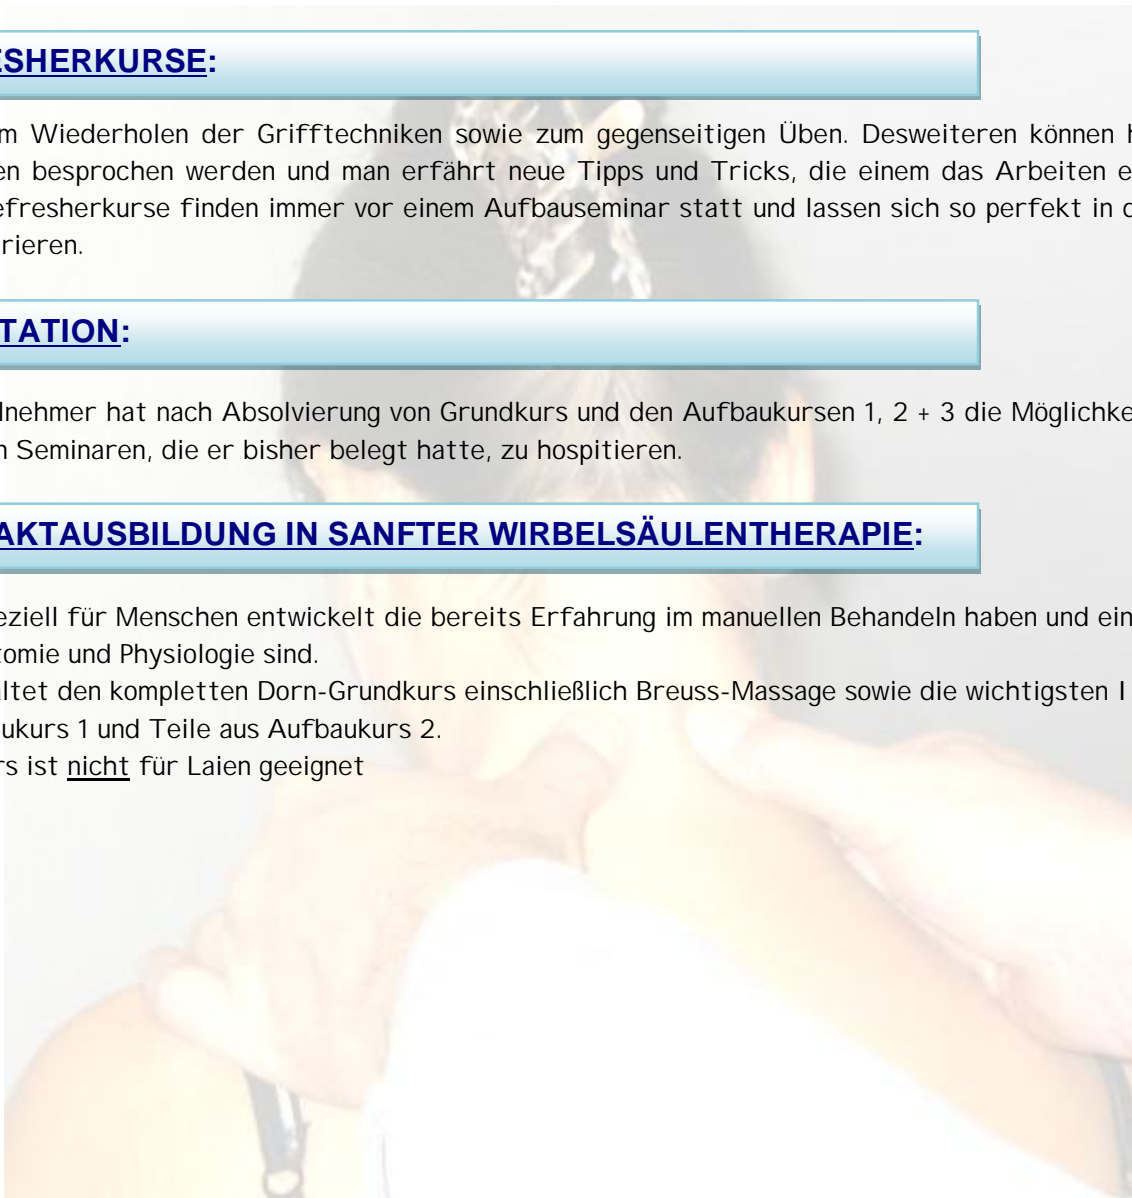 ESHERKURSE:
m Wiederholen der Grifftechniken sowie zum gegenseitigen Üben. Desweiteren können h
en besprochen werden und man erfährt neue Tipps und Tricks, die einem das Arbeiten e
efresherkurse finden immer vor einem Aufbauseminar statt und lassen sich so perfekt in d
rieren.
TATION:
lnehmer hat nach Absolvierung von Grundkurs und den Aufbaukursen 1, 2 + 3 die Möglichke
n Seminaren, die er bisher belegt hatte, zu hospitieren.
AKTAUSBILDUNG IN SANFTER WIRBELSÄULENTHERAPIE:
eziell für Menschen entwickelt die bereits Erfahrung im manuellen Behandeln haben und ein
tomie und Physiologie sind.
altet den kompletten Dorn-Grundkurs einschließlich Breuss-Massage sowie die wichtigsten I
ukurs 1 und Teile aus Aufbaukurs 2.
rs ist nicht für Laien geeignet